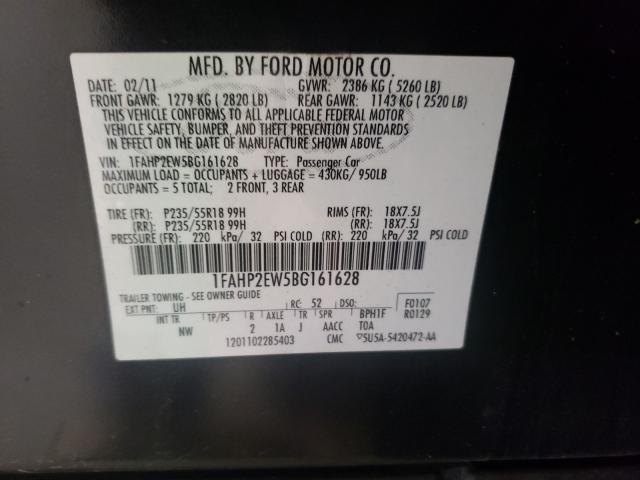 MFD. BY FORD MOTOR CO.
DATE: 02/11 GVWR: 2386 KG ( 5260 LB)
FRONT GAWR: 1279 KG ( 2820 LB) REAR GAWR: 1143 KG ( 2520 LB)
THIS VEHICLE CONFORMS TO ALL APPLICABLE FEDERAL MOTOR
VEHICLE SAFETY, BUMPER, AND THEFT PREVENTION STANDARDS
IN EFFECT ON THE DATE OF MANUFACTURE SHOWN ABOVE.
VIN: 1FAHP2EW5BG161628 TYPE: Passenger Car
MAXIMUM LOAD = OCCUPANTS + LUGGAGE = 430KG/ 950LB
OCCUPANTS = 5 TOTAL; 2 FRONT, 3 REAR
TIRE (FR): P235/55R18 99H RIMS (FR): 18X7.5J
(RR): P235/55R18 99H (RR): 18X7.5J
PRESSURE (FR): 220 kPa/ 32 PSI COLD (RR): 220 kPa/ 32 PSI COLD
1FAHP2EW5BG161628
TRAILER TOWING - SEE OWNER GUIDE
EXT PNT: UH RC: 52 DSO: F0107
INT TR TP/PS R AXLE TR SPR BPH1F R0129
NW 2 1A J AACC TOA
1201102285403 CMC ▽5U5A-5420472-AA